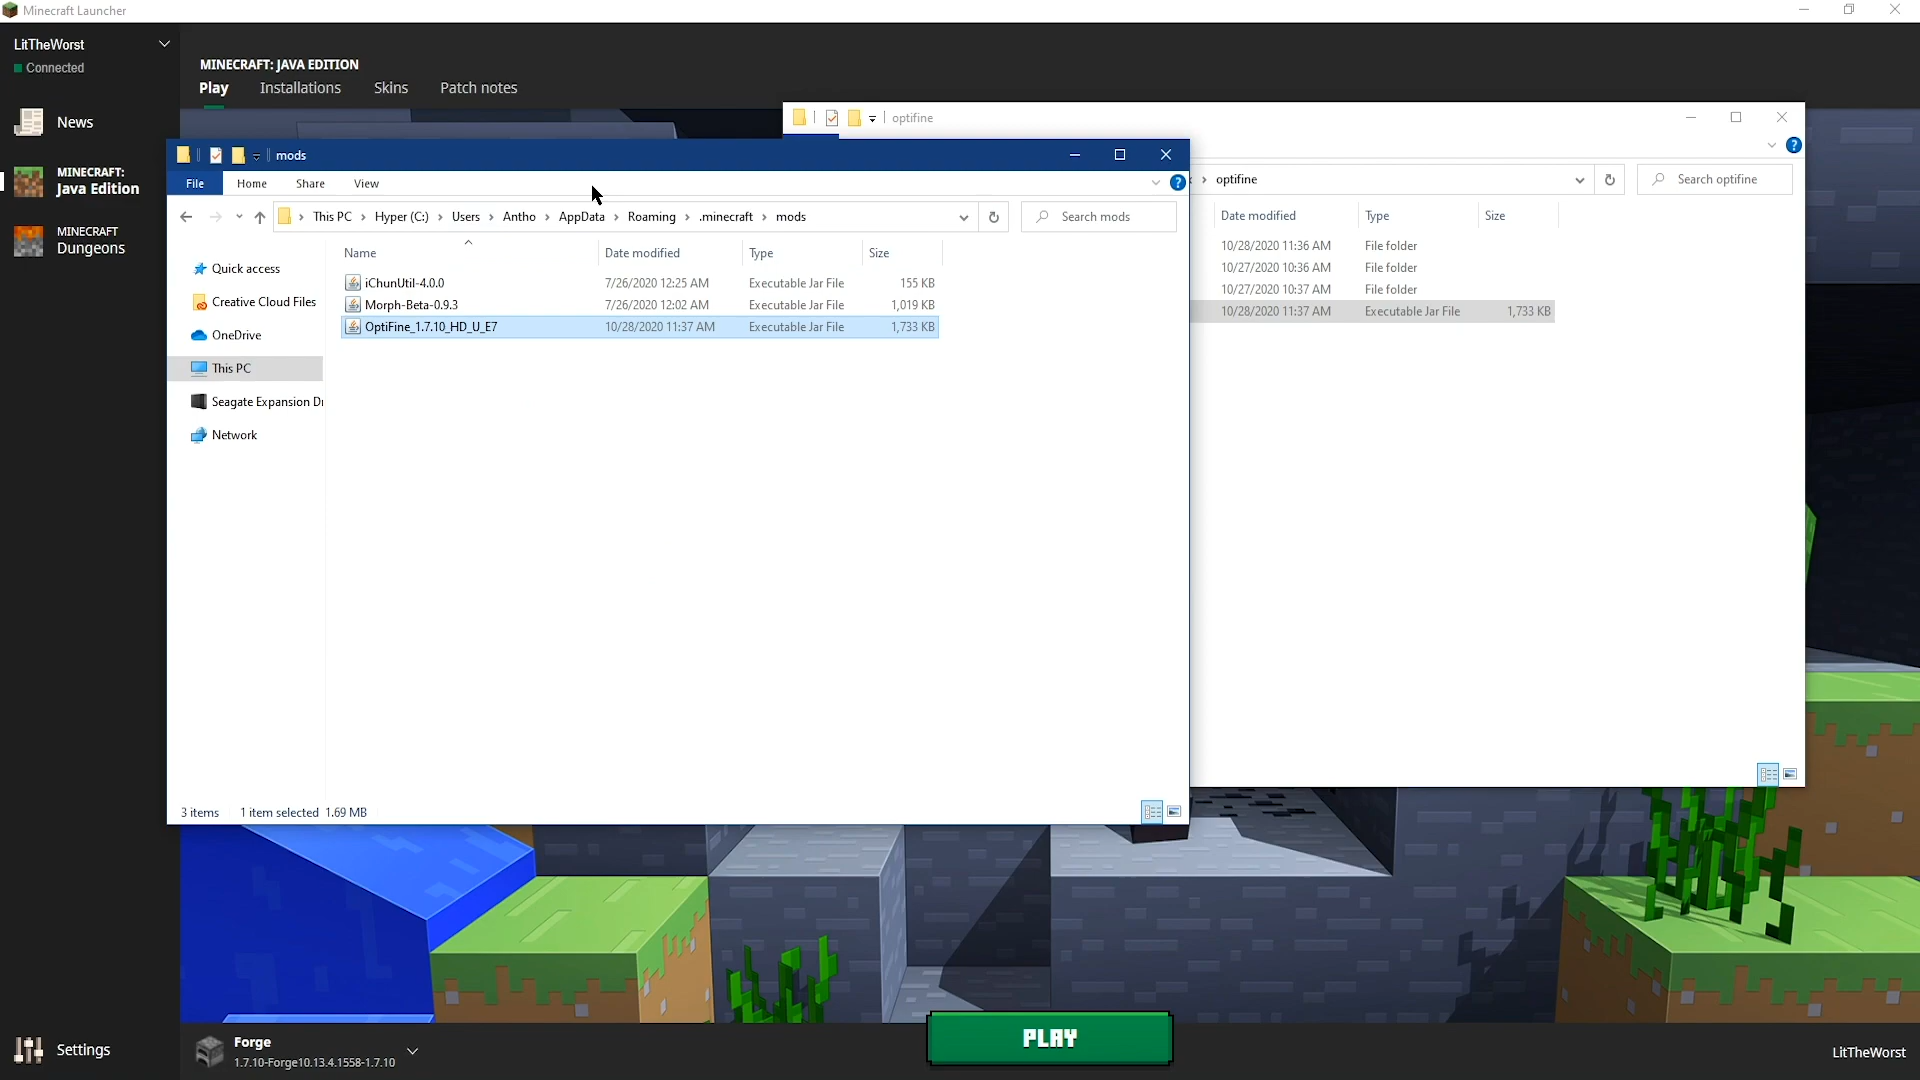 Minecraft Launcher
LitTheWorst
Connected
News
MINECRAFT:
Java Edition
MINECRAFT
Dungeons
Settings
MINECRAFT: JAVA EDITION
Play Installations Skins Patch notes
optifine
optifine
Search optifine
Date modified Type Size
10/28/2020 11:36 AM File folder
10/27/2020 10:36 AM File folder
10/27/2020 10:37 AM File folder
10/28/2020 11:37 AM Executable Jar File 1,733 KB
mods
File Home Share View
This PC Hyper (C:) Users Antho AppData Roaming .minecraft mods
Search mods
Quick access
Creative Cloud Files
OneDrive
This PC
Seagate Expansion Dr
Network
Name Date modified Type Size
iChunUtil-4.0.0 7/26/2020 12:25 AM Executable Jar File 155 KB
Morph-Beta-0.9.3 7/26/2020 12:02 AM Executable Jar File 1,019 KB
OptiFine_1.7.10_HD_U_E7 10/28/2020 11:37 AM Executable Jar File 1,733 KB
3 items 1 item selected 1.69 MB
Forge
1.7.10-Forge10.13.4.1558-1.7.10
PLAY
LitTheWorst